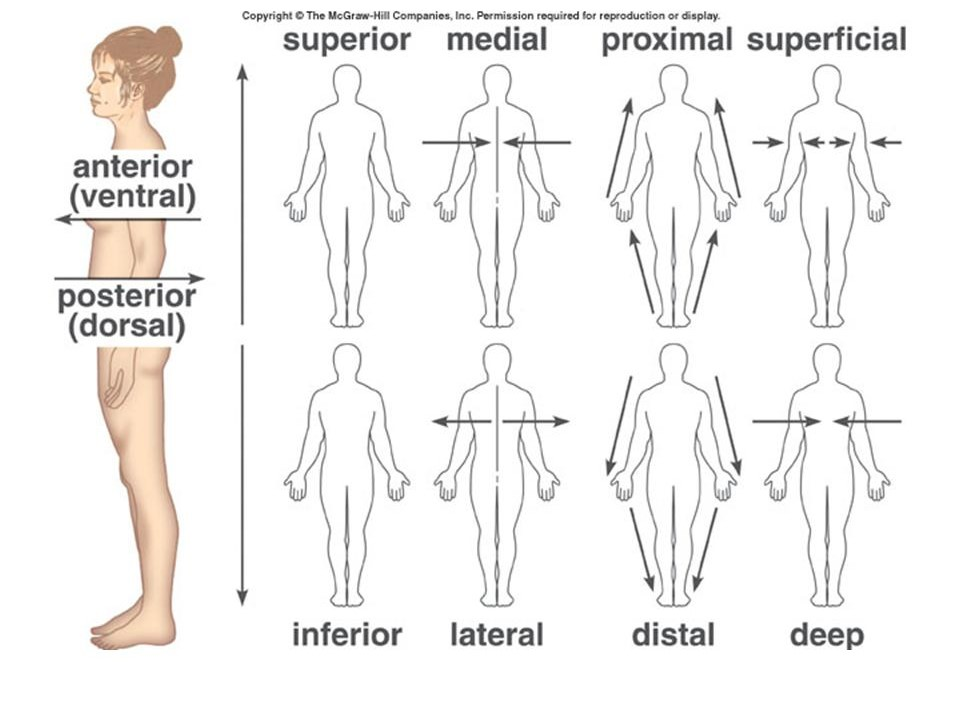 Copyright © The McGraw-Hill Companies, Inc. Permission required for reproduction or display.
superior medial proximal superficial
anterior
(ventral)
posterior
(dorsal)
inferior lateral distal deep